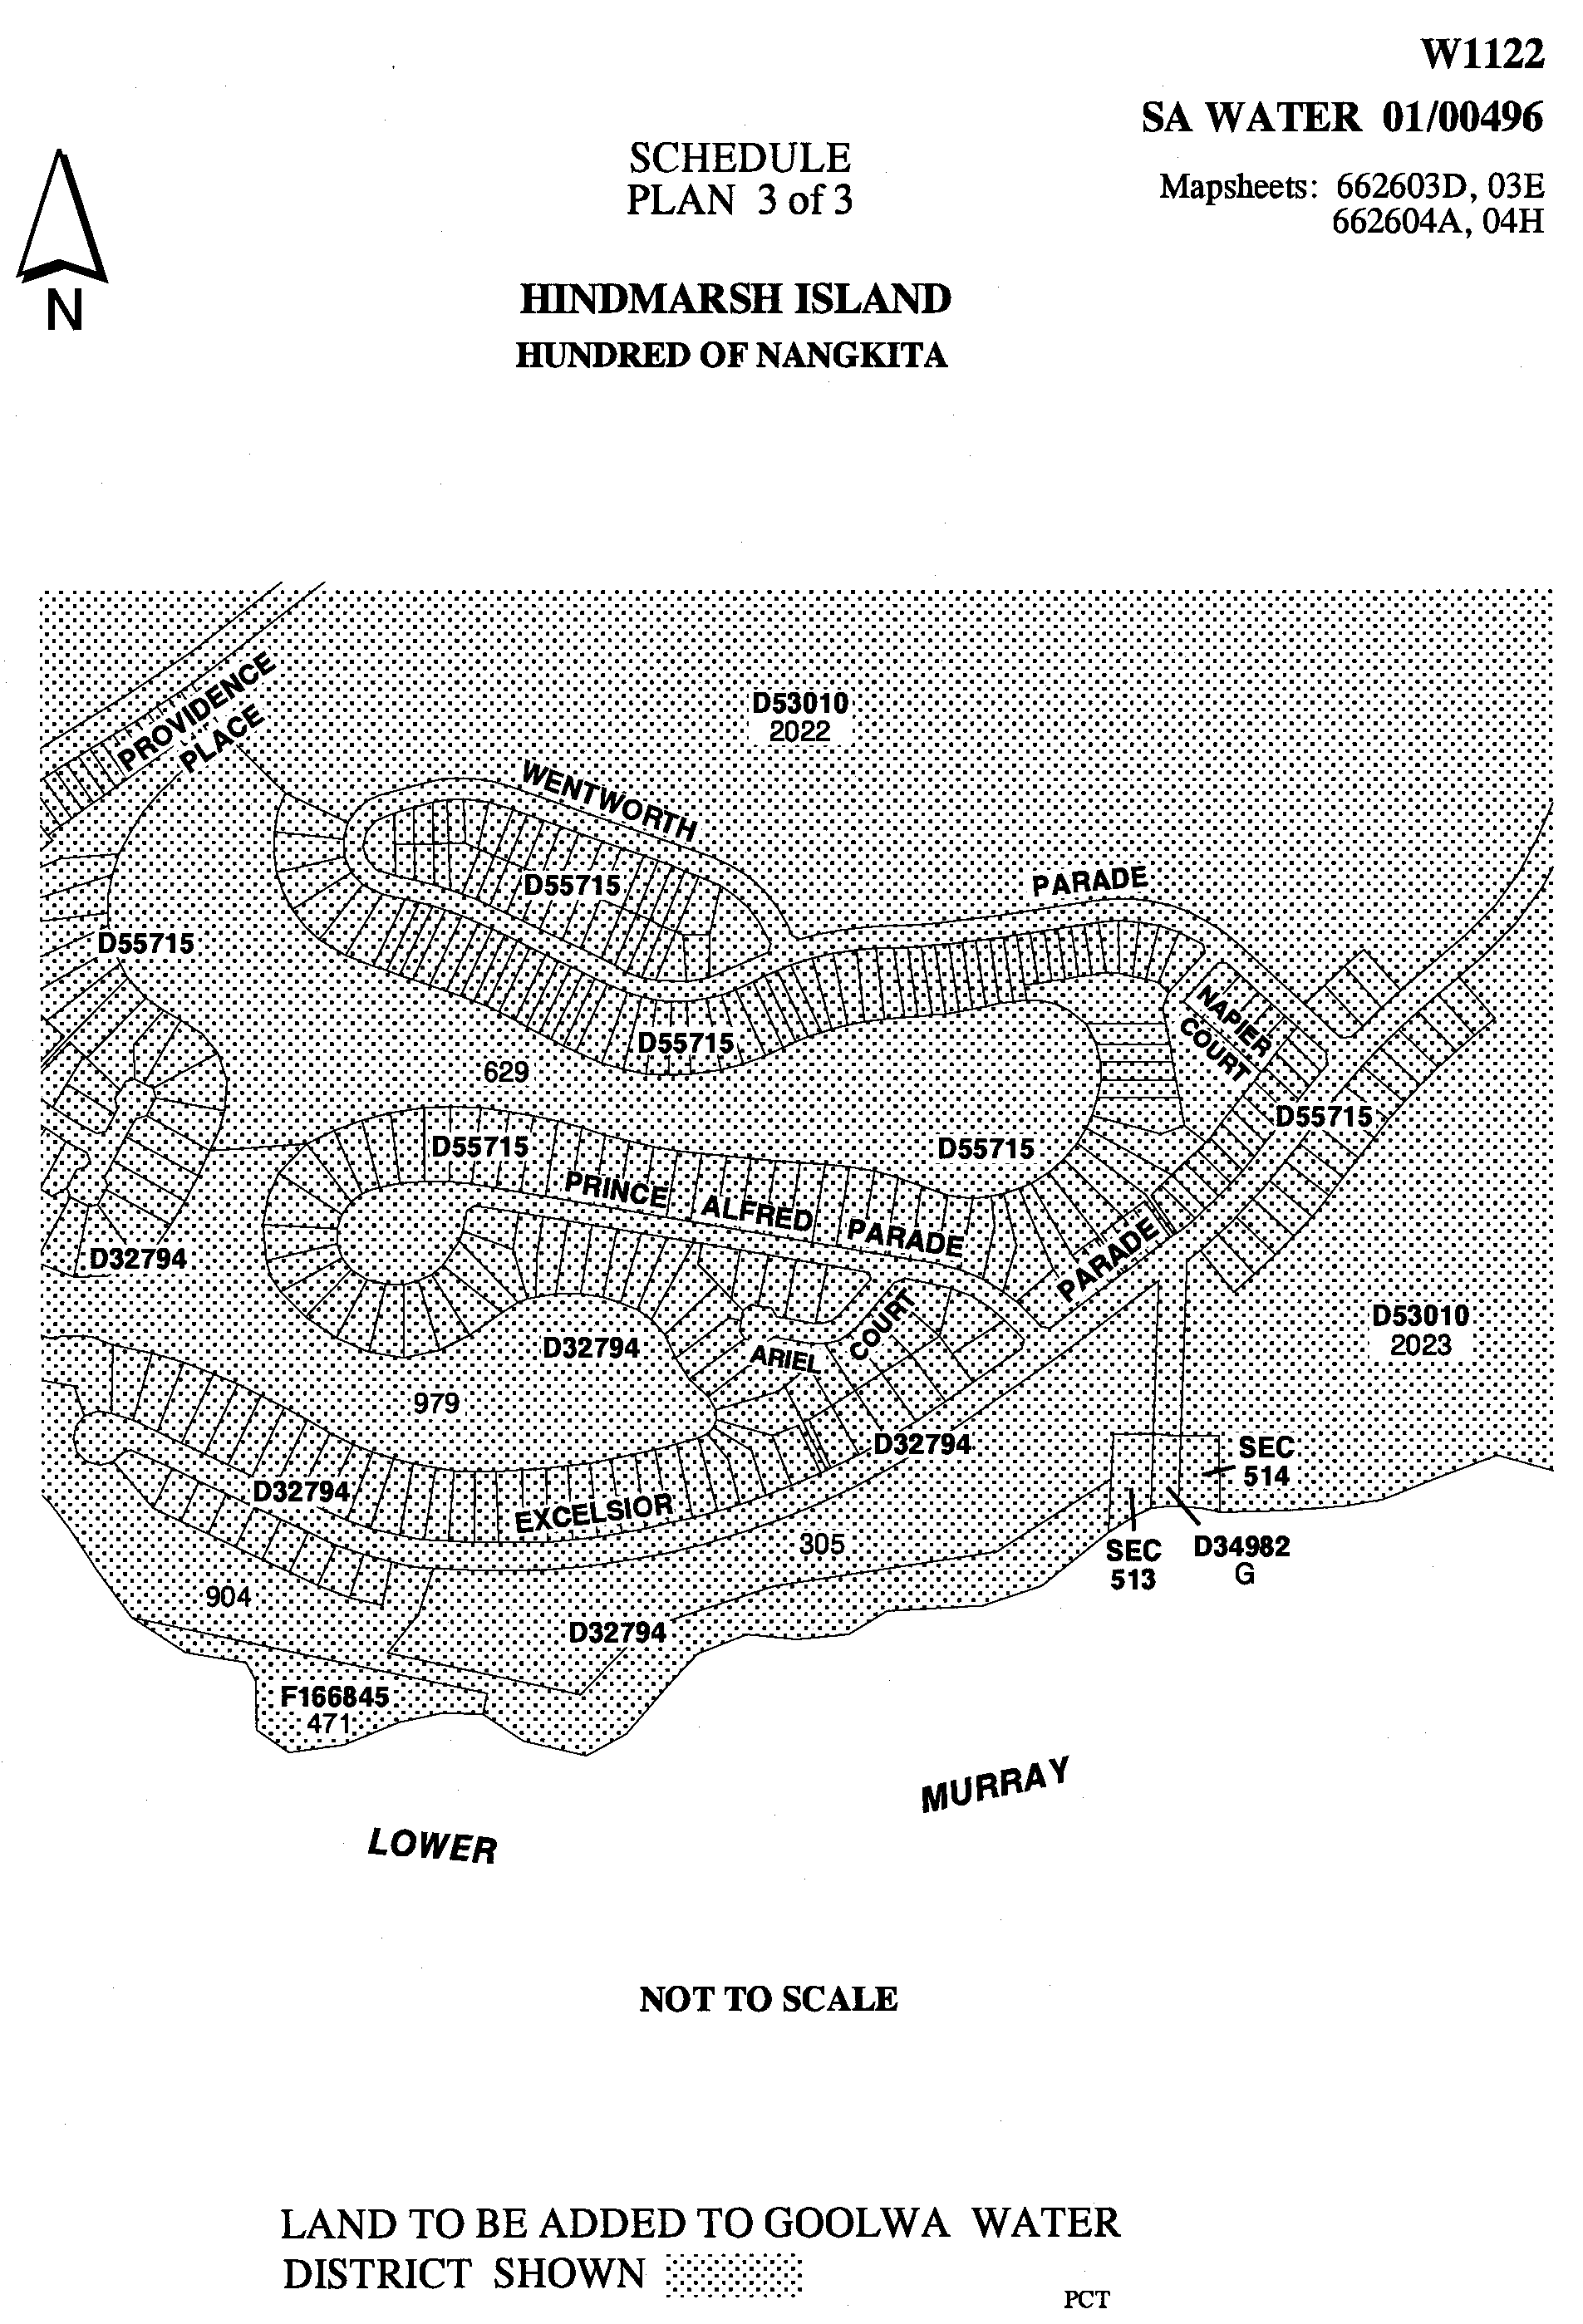 W1122
SA WATER 01/00496
SCHEDULE
PLAN 3 of 3
Mapsheets: 662603D, 03E
662604A, 04H
N
HINDMARSH ISLAND
HUNDRED OF NANGKITA
PROVIDENCE
PLACE
D53010
2022
WENTWORTH
PARADE
D55715
D55715
NAPIER
COURT
D55715
629
D55715
D55715
D55715
PRINCE ALFRED PARADE
PARADE
D32794
D53010
2023
ARIEL
COURT
D32794
979
D32794
SEC
514
D32794
EXCELSIOR
305
SEC
513
D34982
G
904
D32794
F166845
471
MURRAY
LOWER
NOT TO SCALE
LAND TO BE ADDED TO GOOLWA WATER
DISTRICT SHOWN
PCT